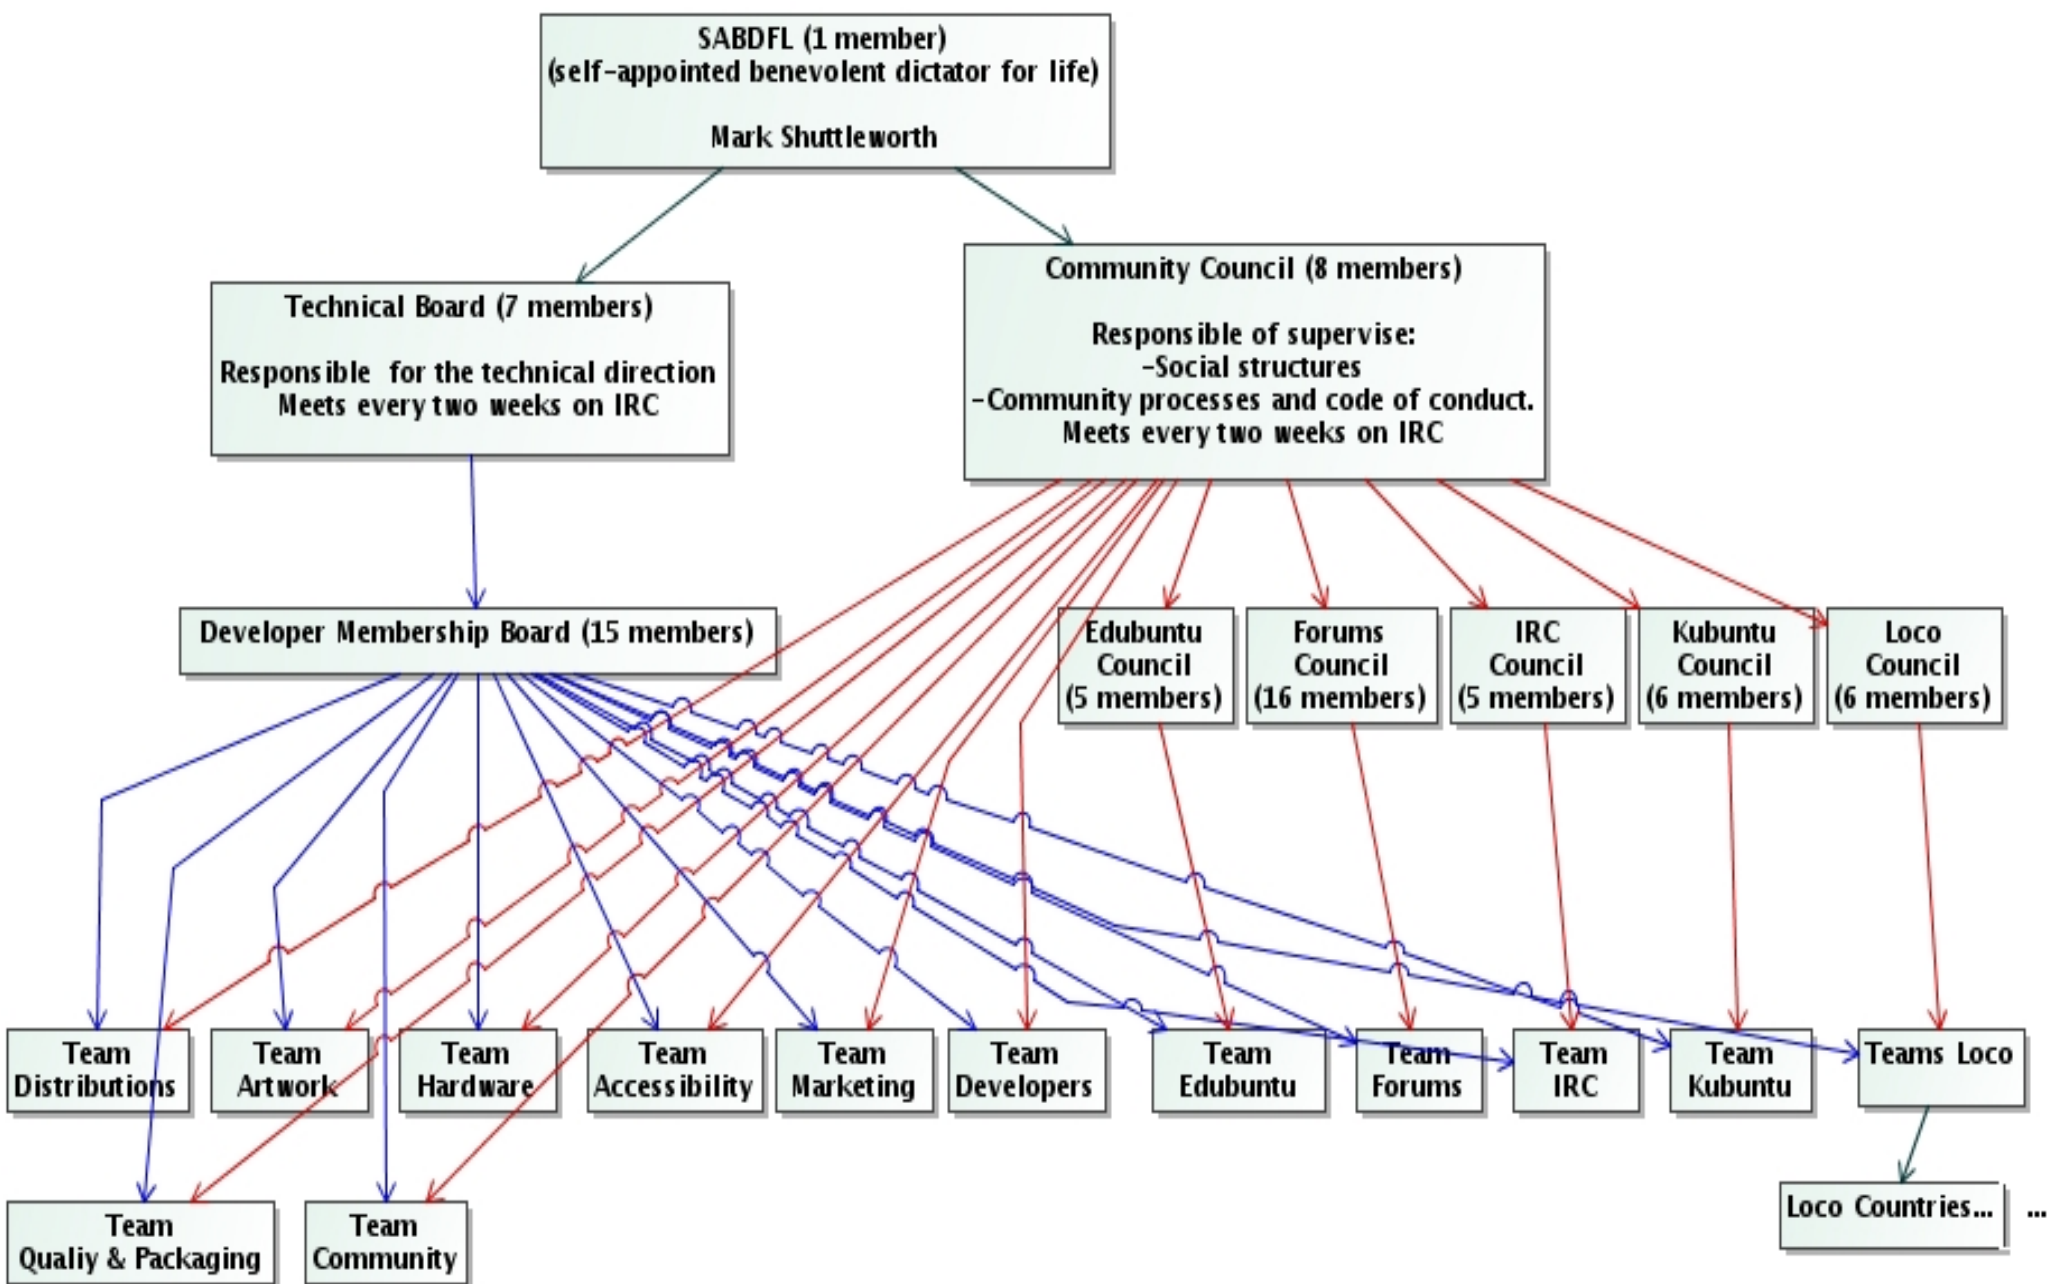 SABDFL (1 member)
(self-appointed benevolent dictator for life)
Mark Shuttleworth
Technical Board (7 members)
Responsible for the technical direction
Meets every two weeks on IRC
Community Council (8 members)
Responsible of supervise:
-Social structures
-Community processes and code of conduct.
Meets every two weeks on IRC
Developer Membership Board (15 members)
Edubuntu
Council
(5 members)
Forums
Council
(16 members)
IRC
Council
(5 members)
Kubuntu
Council
(6 members)
Loco
Council
(6 members)
Team
Distributions
Team
Artwork
Team
Hardware
Team
Accessibility
Team
Marketing
Team
Developers
Team
Edubuntu
Team
Forums
Team
IRC
Team
Kubuntu
Teams Loco
Team
Qualiy & Packaging
Team
Community
Loco Countries...
...